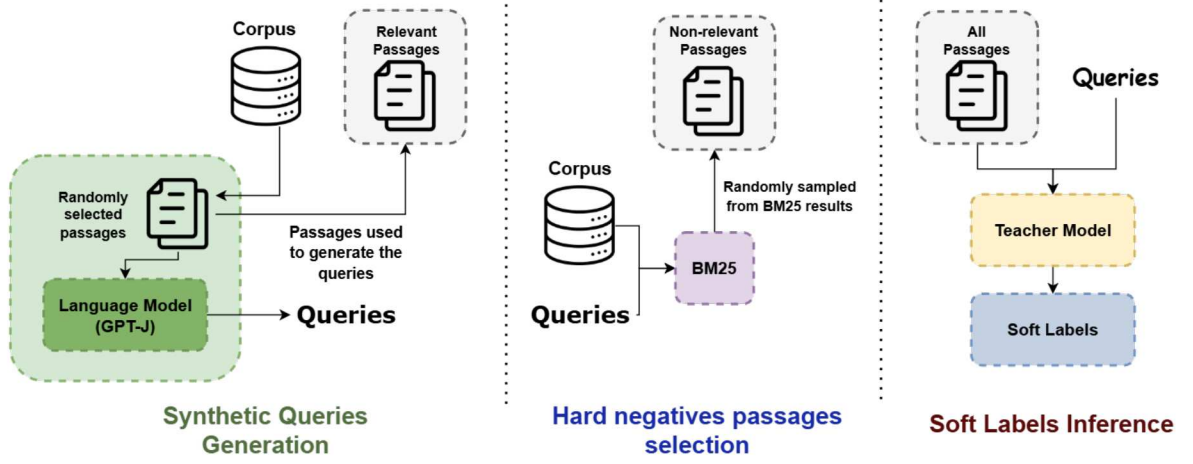 Corpus
Relevant
Passages
Randomly
selected
passages
Passages used
to generate the
queries
Language Model
(GPT-J)
Queries
Synthetic Queries
Generation
Non-relevant
Passages
Corpus
Randomly sampled
from BM25 results
BM25
Queries
Hard negatives passages
selection
All
Passages
Queries
Teacher Model
Soft Labels
Soft Labels Inference